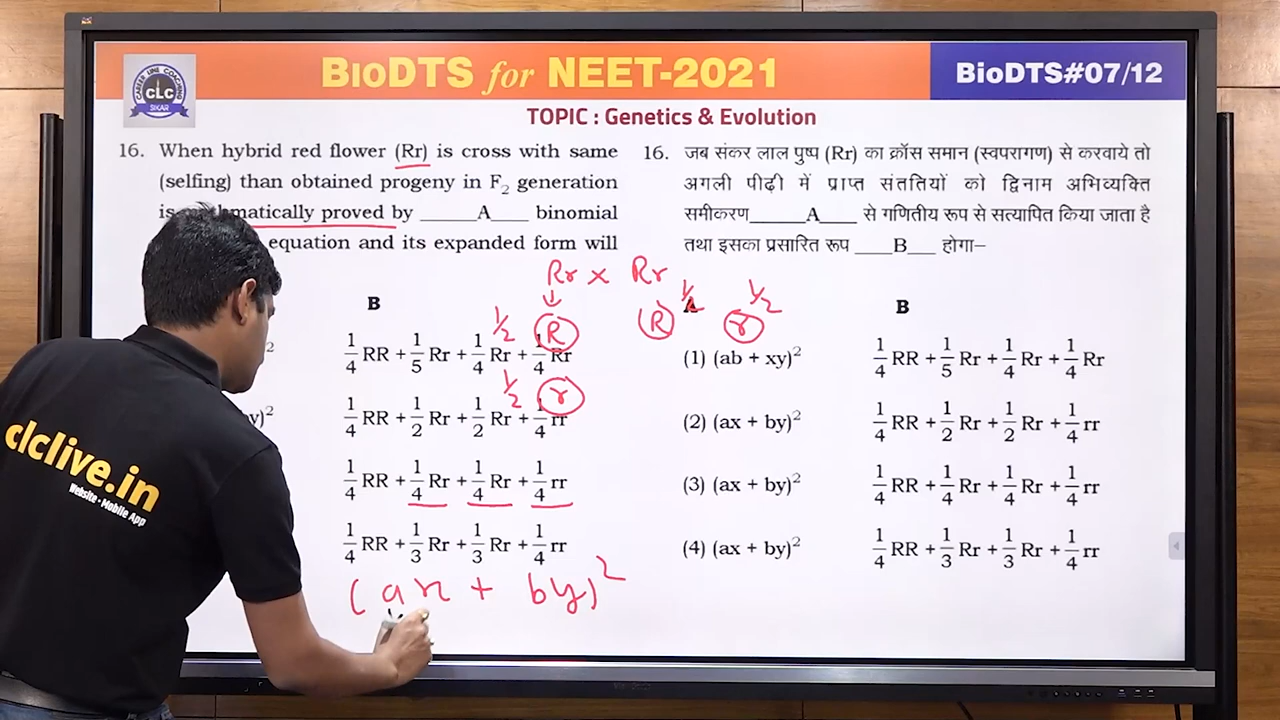 BIODTS for NEET-2021
BioDTS#07/12
CAREER LINE COACHING
CLC
SIKAR
TOPIC : Genetics & Evolution
16. When hybrid red flower (Rr) is cross with same
(selfing) than obtained progeny in F₂ generation
is matically proved by ______A____ binomial
equation and its expanded form will
16. जब संकर लाल पुष्प (Rr) का क्रॉस समान (स्वपरागण) से करवाये तो
अगली पीढ़ी में प्राप्त संततियों को द्विनाम अभिव्यक्ति
समीकरण______A____ से गणितीय रूप से सत्यापित किया जाता है
तथा इसका प्रसारित रूप ____B___ होगा–
Rr x Rr
1/2 R
1/2 r
R 1/2 r 1/2
B
2
1/4 RR + 1/5 Rr + 1/4 Rr + 1/4 Rr
by)²
1/4 RR + 1/2 Rr + 1/2 Rr + 1/4 rr
1/4 RR + 1/4 Rr + 1/4 Rr + 1/4 rr
1/4 RR + 1/3 Rr + 1/3 Rr + 1/4 rr
(ax + by)²
A B
(1) (ab + xy)² 1/4 RR + 1/5 Rr + 1/4 Rr + 1/4 Rr
(2) (ax + by)² 1/4 RR + 1/2 Rr + 1/2 Rr + 1/4 rr
(3) (ax + by)² 1/4 RR + 1/4 Rr + 1/4 Rr + 1/4 rr
(4) (ax + by)² 1/4 RR + 1/3 Rr + 1/3 Rr + 1/4 rr
clclive.in
Website - Mobile App